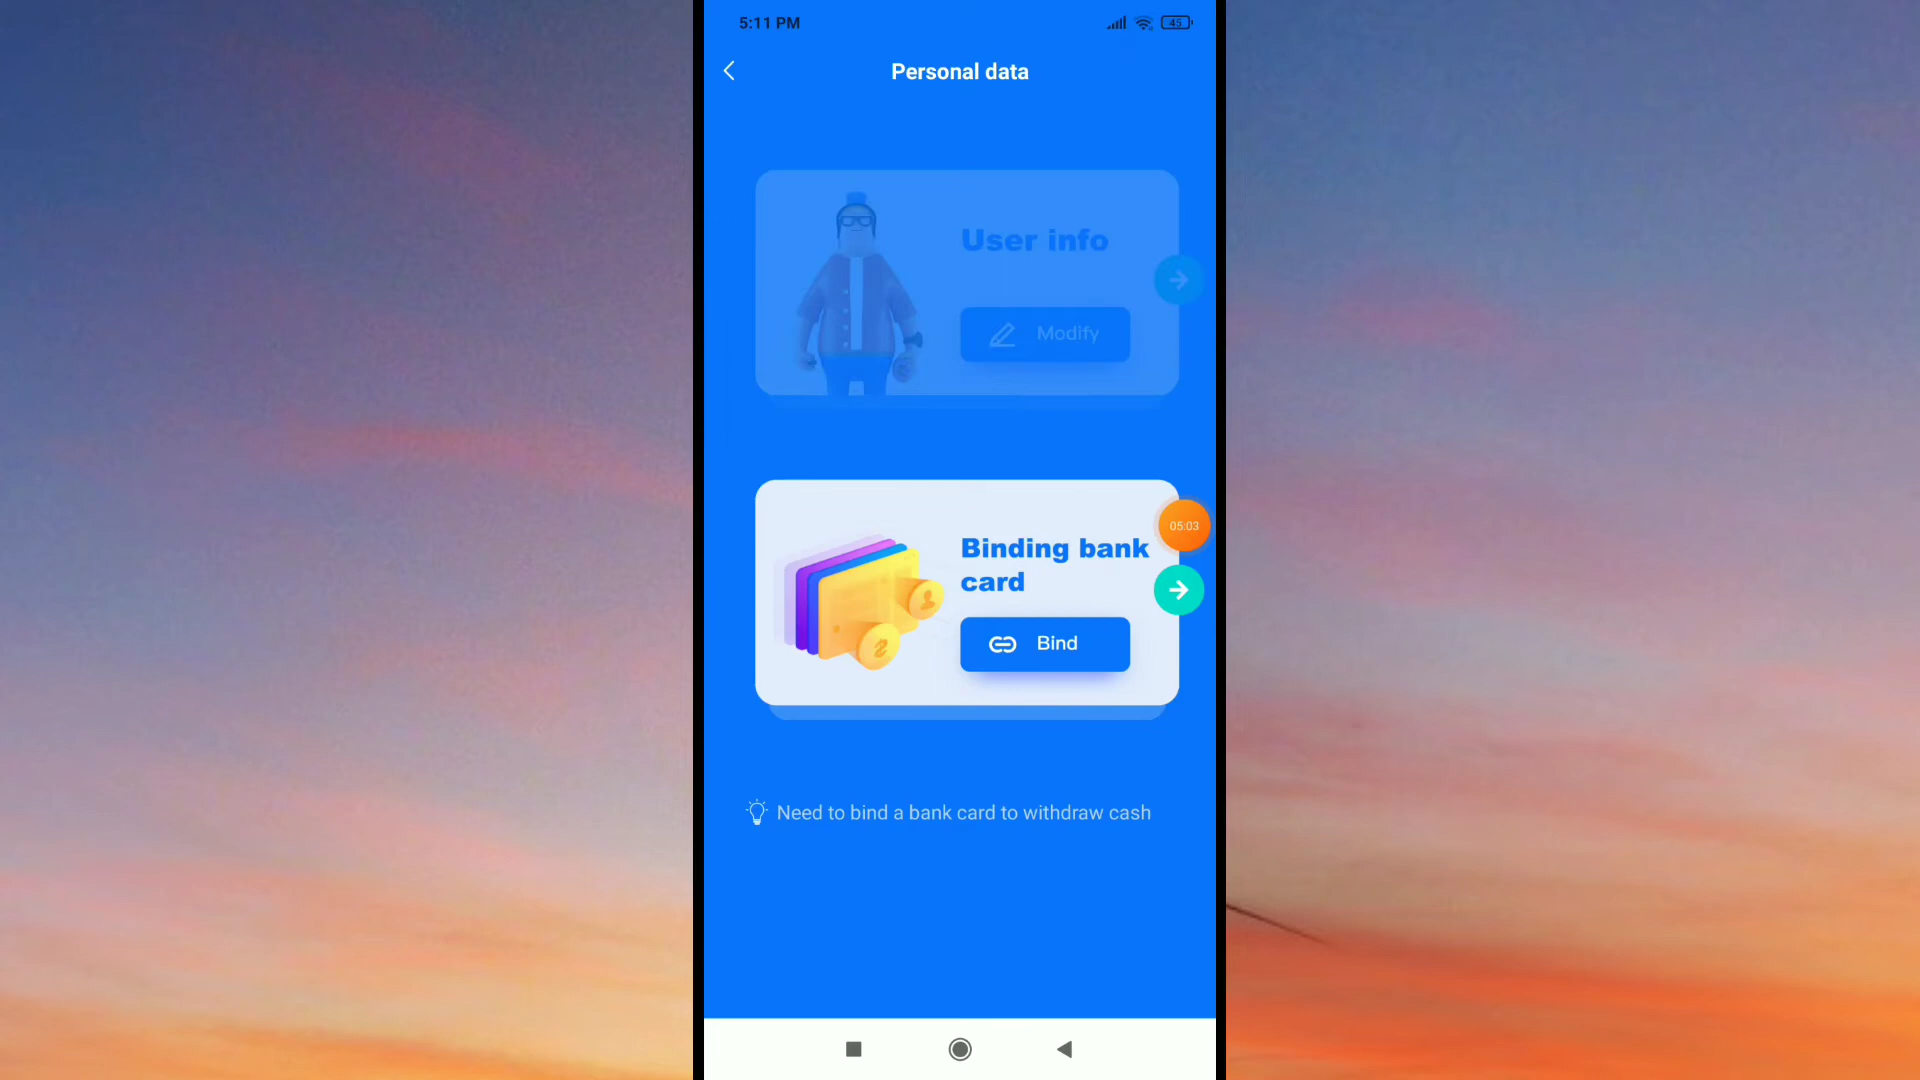 5:11 PM
45
Personal data
User info
Modify
05:03
Binding bank
card
Bind
Need to bind a bank card to withdraw cash